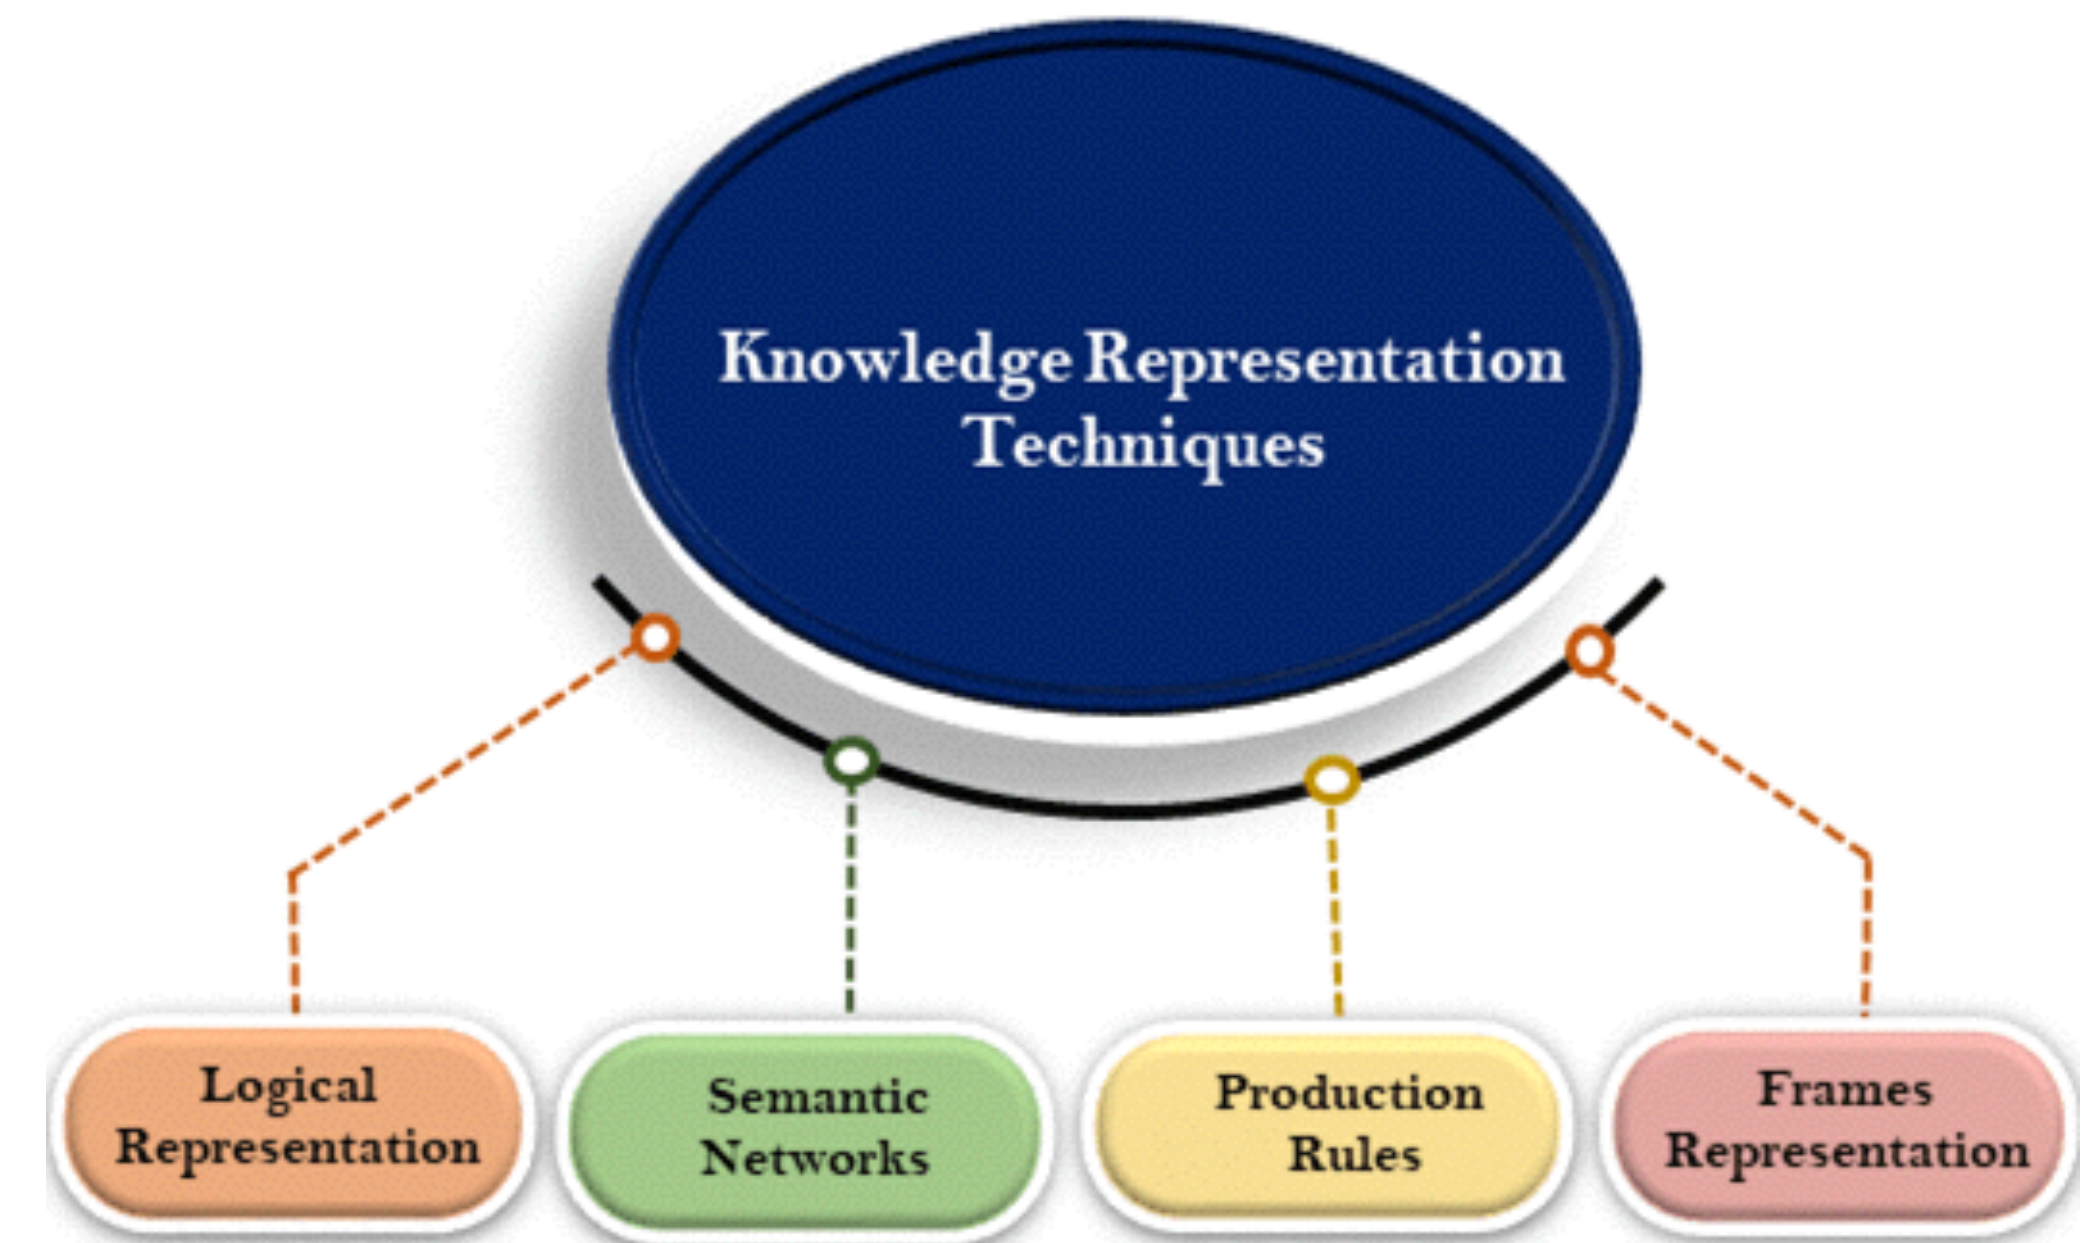 Knowledge Representation
Techniques
Logical
Representation
Semantic
Networks
Production
Rules
Frames
Representation